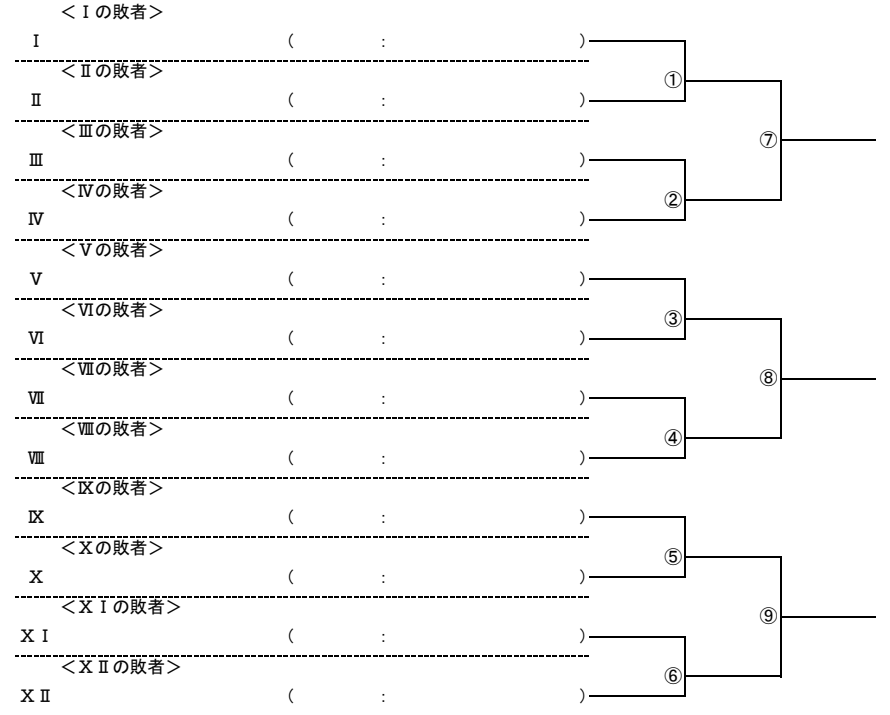 ＜Ⅰの敗者＞
Ⅰ ( : )
＜Ⅱの敗者＞
①
Ⅱ ( : )
＜Ⅲの敗者＞
⑦
Ⅲ ( : )
＜Ⅳの敗者＞
②
Ⅳ ( : )
＜Ⅴの敗者＞
Ⅴ ( : )
＜Ⅵの敗者＞
③
Ⅵ ( : )
＜Ⅶの敗者＞
⑧
Ⅶ ( : )
＜Ⅷの敗者＞
④
Ⅷ ( : )
＜Ⅸの敗者＞
Ⅸ ( : )
＜Ⅹの敗者＞
⑤
Ⅹ ( : )
＜ⅩⅠの敗者＞
⑨
ⅩⅠ ( : )
＜ⅩⅡの敗者＞
⑥
ⅩⅡ ( : )